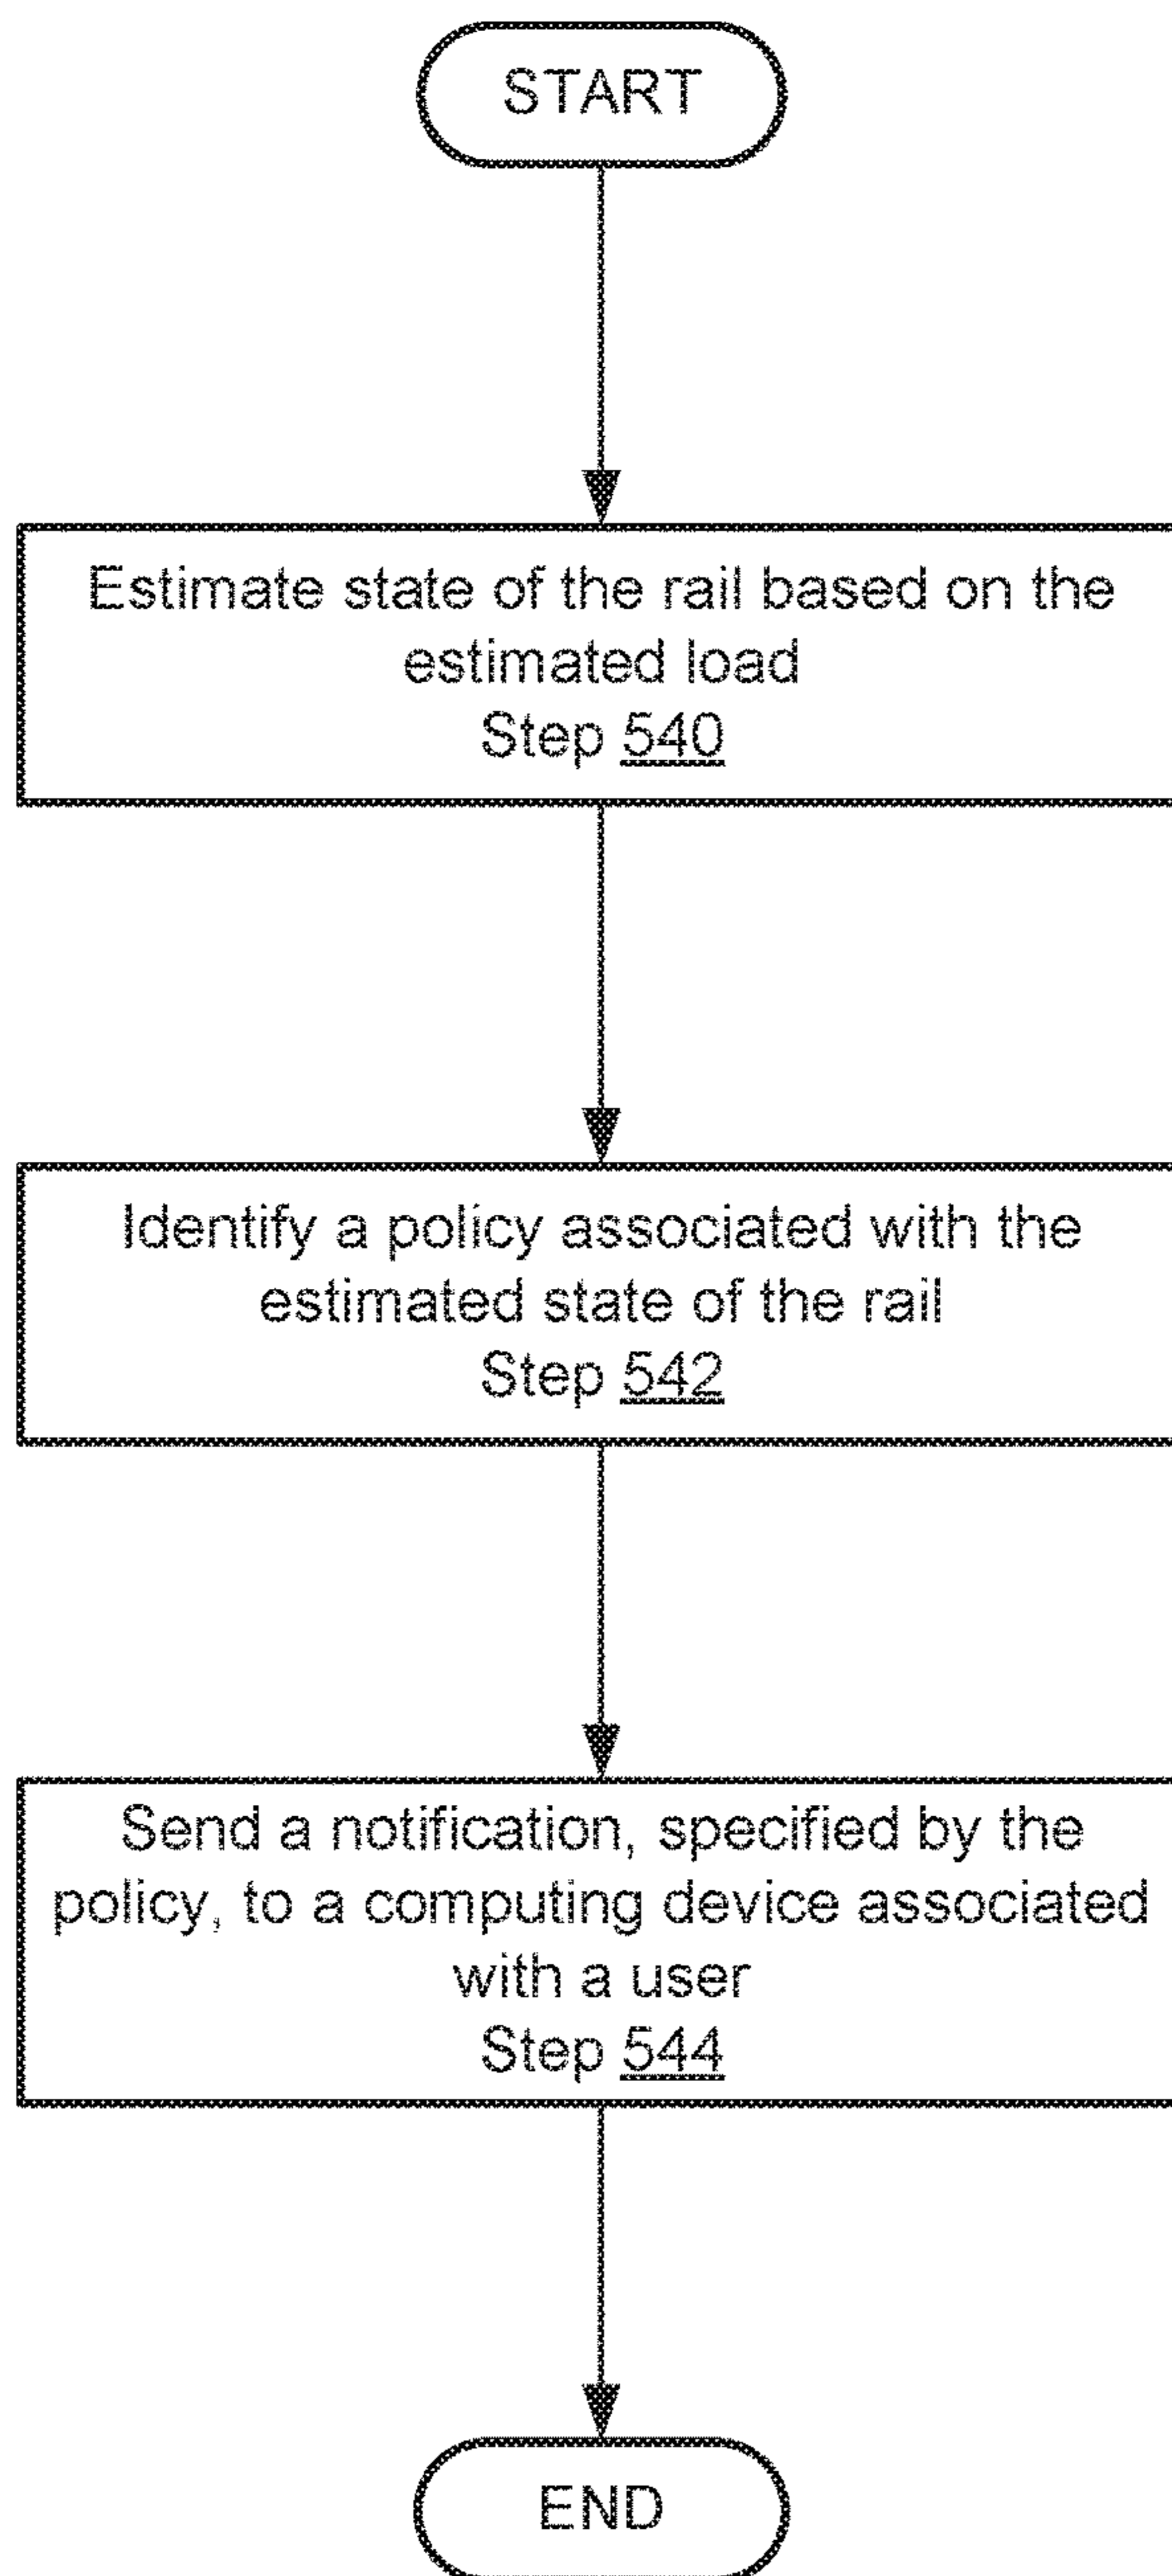 START
Estimate state of the rail based on the
estimated load
Step 540
Identify a policy associated with the
estimated state of the rail
Step 542
Send a notification, specified by the
policy, to a computing device associated
with a user
Step 544
END